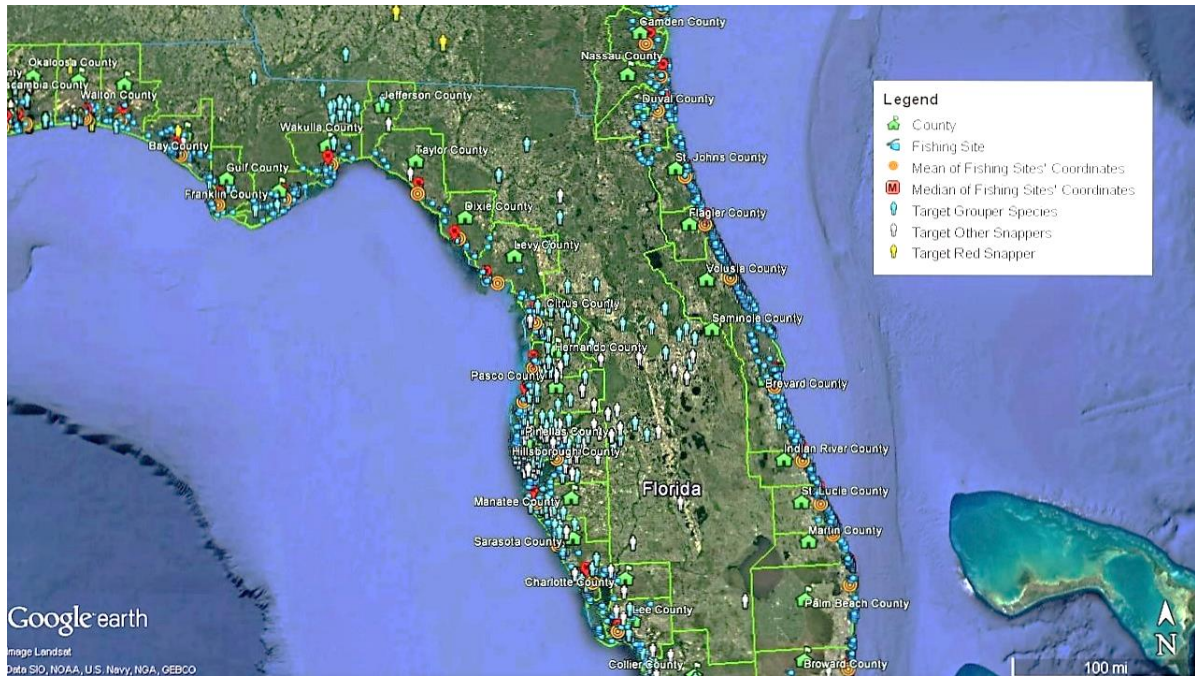 Camden County
Nassau County
Okaloosa County
Walton County
Jefferson County
Duval County
Legend
County
Fishing Site
Mean of Fishing Sites' Coordinates
M
Median of Fishing Sites' Coordinates
Target Grouper Species
Target Other Snappers
Target Red Snapper
Wakulla County
Bay County
Taylor County
St. Johns County
Gulf County
Franklin County
Dixie County
Flagler County
Levy County
Volusia County
Citrus County
Seminole County
Hernando County
Pasco County
Brevard County
Pinellas County
Hillsborough County
Indian River County
Florida
Manatee County
St. Lucie County
Sarasota County
Martin County
Charlotte County
Lee County
Palm Beach County
Collier County
Broward County
Google earth
Image Landsat
Data SIO, NOAA, U.S. Navy, NGA, GEBCO
N
100 mi